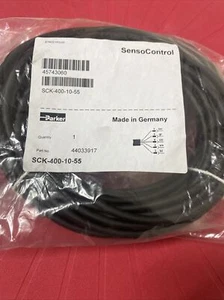 SensoControl
45743060
SCK-400-10-55
Parker
Made in Germany
Quantity 1
Part No. 44033917
SCK-400-10-55